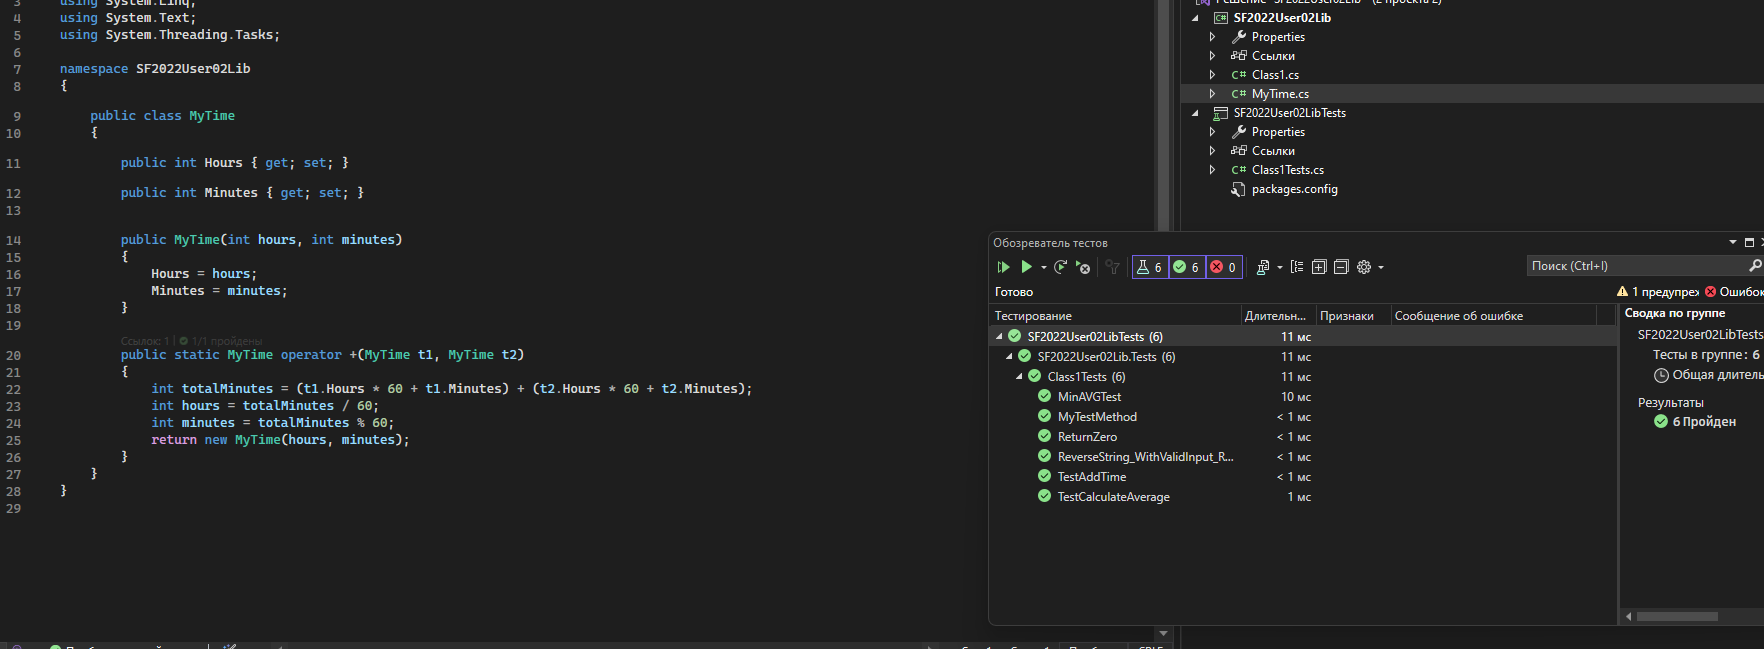 3 using System.Linq;
4 using System.Text;
5 using System.Threading.Tasks;
6
7 namespace SF2022User02Lib
8 {
9 public class MyTime
10 {
11 public int Hours { get; set; }
12 public int Minutes { get; set; }
13
14 public MyTime(int hours, int minutes)
15 {
16 Hours = hours;
17 Minutes = minutes;
18 }
19
Ссылок: 1 | 1/1 пройдены
20 public static MyTime operator +(MyTime t1, MyTime t2)
21 {
22 int totalMinutes = (t1.Hours * 60 + t1.Minutes) + (t2.Hours * 60 + t2.Minutes);
23 int hours = totalMinutes / 60;
24 int minutes = totalMinutes % 60;
25 return new MyTime(hours, minutes);
26 }
27 }
28 }
29
C# SF2022User02Lib
Properties
Ссылки
C# Class1.cs
C# MyTime.cs
SF2022User02LibTests
Properties
Ссылки
C# Class1Tests.cs
packages.config
Обозреватель тестов
6 6 0
Поиск (Ctrl+I)
Готово
1 предупреж Ошибок
Тестирование Длительн... Признаки Сообщение об ошибке
SF2022User02LibTests (6) 11 мс
SF2022User02Lib.Tests (6) 11 мс
Class1Tests (6) 11 мс
MinAVGTest 10 мс
MyTestMethod < 1 мс
ReturnZero < 1 мс
ReverseString_WithValidInput_R... < 1 мс
TestAddTime < 1 мс
TestCalculateAverage 1 мс
Сводка по группе
SF2022User02LibTests
Тесты в группе: 6
Общая длитель
Результаты
6 Пройден